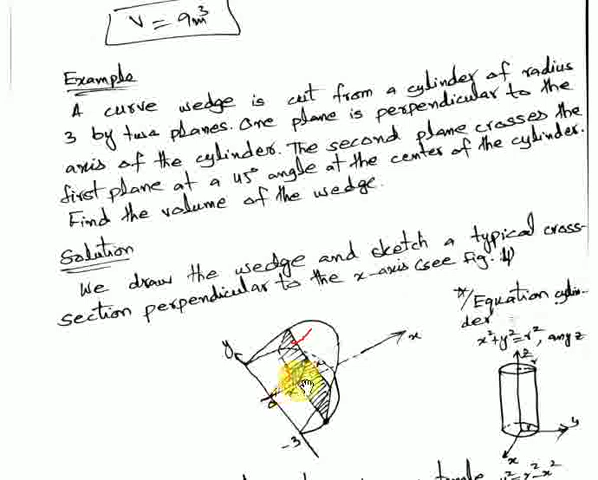 V = 9m³
Example
A curve wedge is cut from a cylinder of radius
3 by two planes. One plane is perpendicular to the
axis of the cylinder. The second plane crosses the
first plane at a 45° angle at the center of the cylinder.
Find the volume of the wedge.
Solution
We draw the wedge and sketch a typical cross-
section perpendicular to the x-axis (see Fig. 4)
*/Equation cylin-
der
x²+y²=r², any z
z
r
y
x
y
x
x
-3